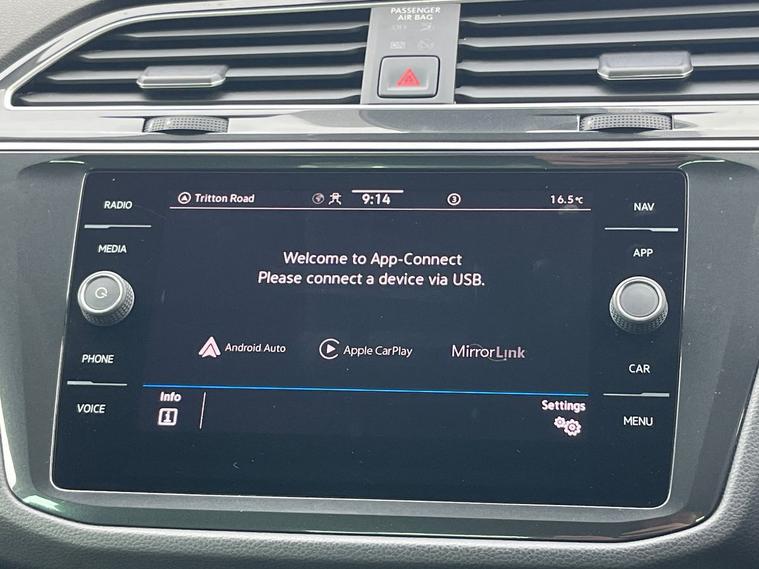 PASSENGER
AIR BAG
RADIO
MEDIA
PHONE
VOICE
Tritton Road
9:14
3
16.5°C
Welcome to App-Connect
Please connect a device via USB.
Android Auto
Apple CarPlay
MirrorLink
Info
Settings
NAV
APP
CAR
MENU